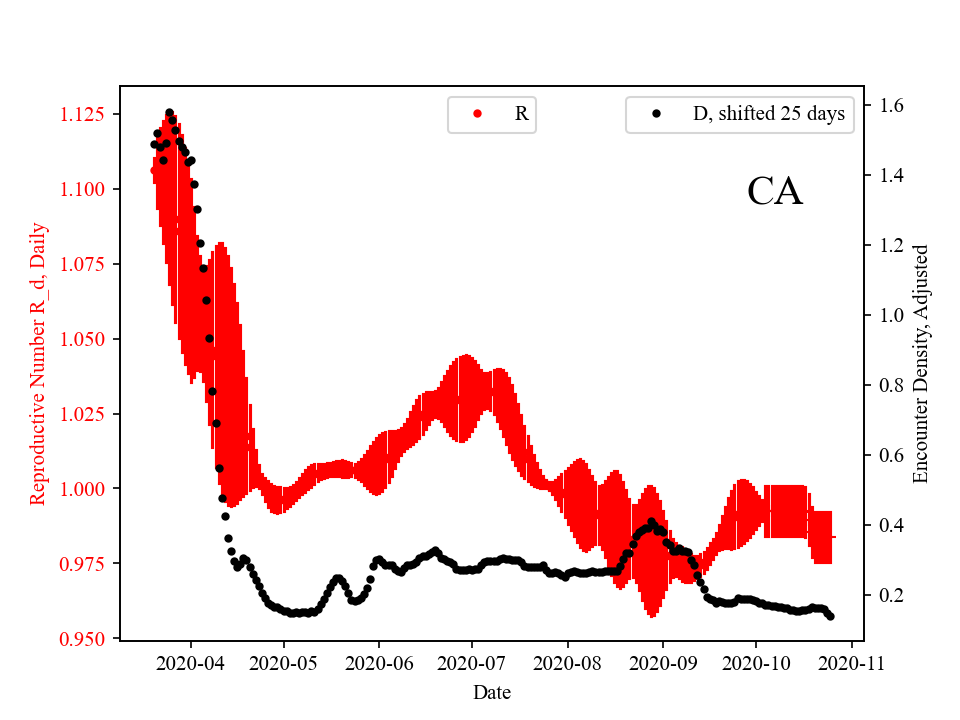 R
D, shifted 25 days
CA
Reproductive Number R_d, Daily
1.125
1.100
1.075
1.050
1.025
1.000
0.975
0.950
1.6
1.4
1.2
1.0
0.8
0.6
0.4
0.2
Encounter Density, Adjusted
2020-04 2020-05 2020-06 2020-07 2020-08 2020-09 2020-10 2020-11
Date